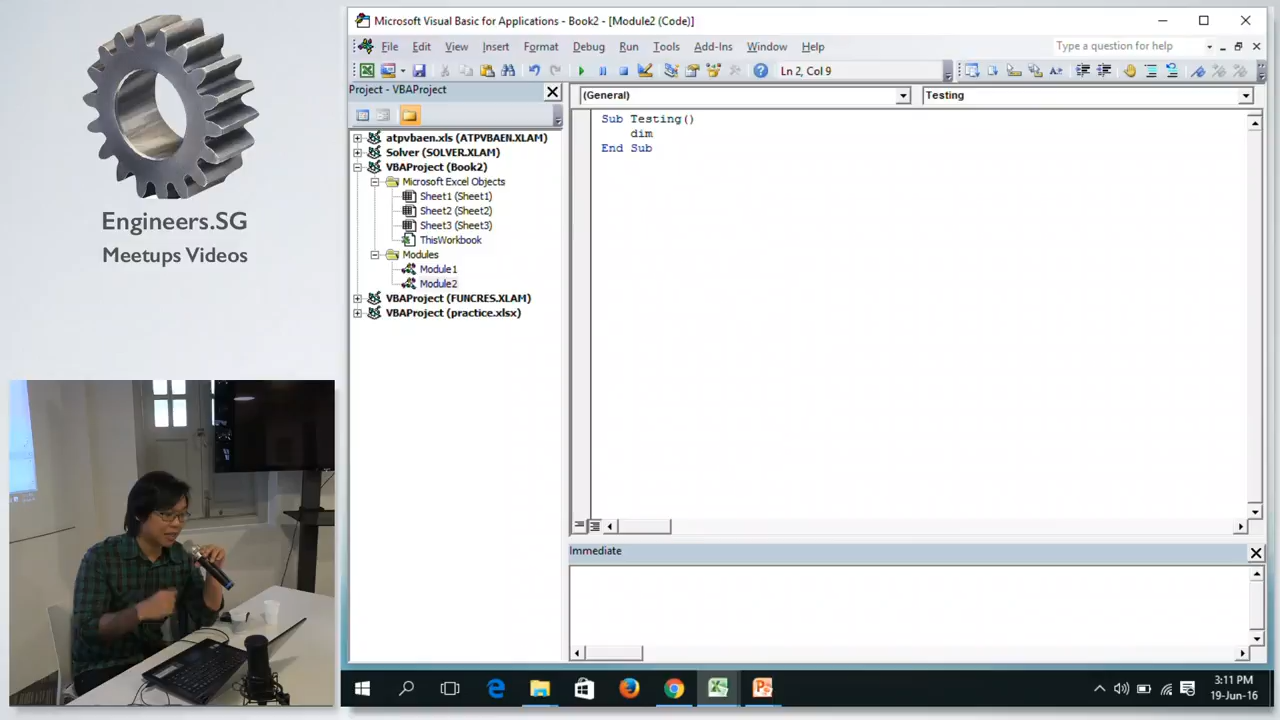 Engineers.SG
Meetups Videos
Microsoft Visual Basic for Applications - Book2 - [Module2 (Code)]
File Edit View Insert Format Debug Run Tools Add-Ins Window Help
Type a question for help
Ln 2, Col 9
Project - VBAProject
atpvbaen.xls (ATPVBAEN.XLAM)
Solver (SOLVER.XLAM)
VBAProject (Book2)
Microsoft Excel Objects
Sheet1 (Sheet1)
Sheet2 (Sheet2)
Sheet3 (Sheet3)
ThisWorkbook
Modules
Module1
Module2
VBAProject (FUNCRES.XLAM)
VBAProject (practice.xlsx)
(General)
Testing
Sub Testing()
dim
End Sub
Immediate
3:11 PM
19-Jun-16